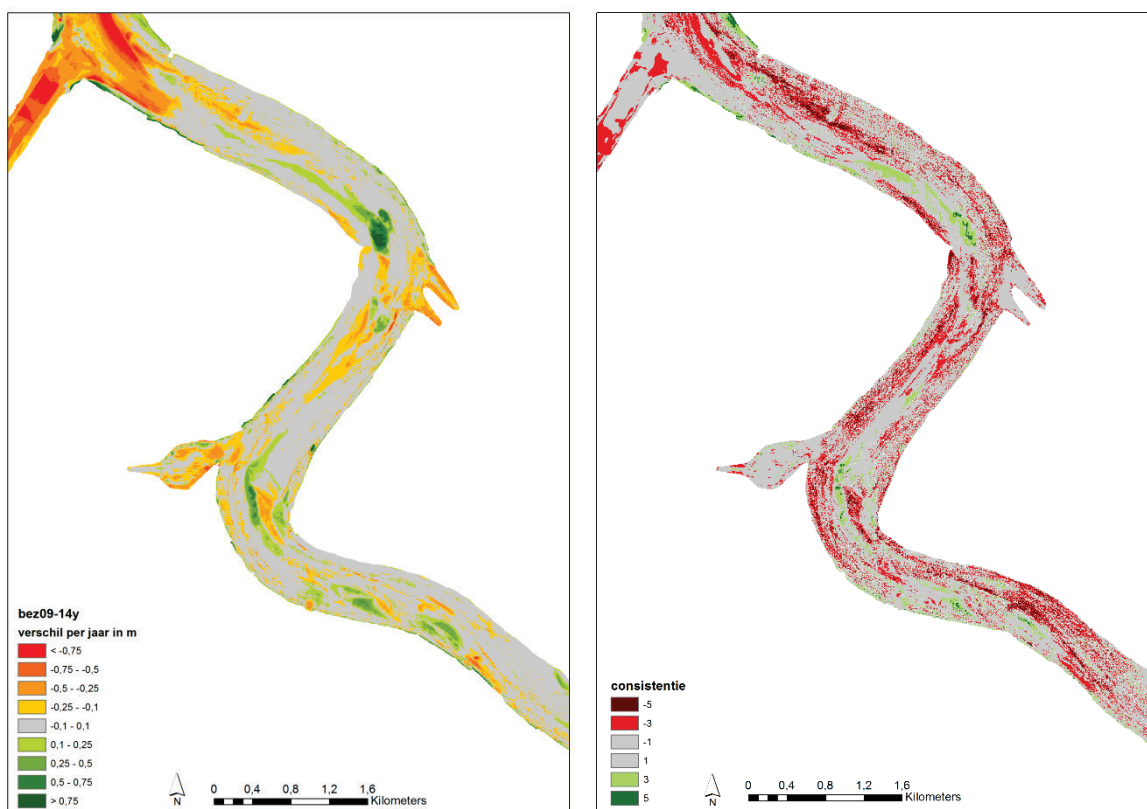 bez09-14y
verschil per jaar in m
< -0,75
-0,75 - -0,5
-0,5 - -0,25
-0,25 - -0,1
-0,1 - 0,1
0,1 - 0,25
0,25 - 0,5
0,5 - 0,75
> 0,75
N
0 0,4 0,8 1,2 1,6
Kilometers
consistentie
-5
-3
-1
1
3
5
N
0 0,4 0,8 1,2 1,6
Kilometers